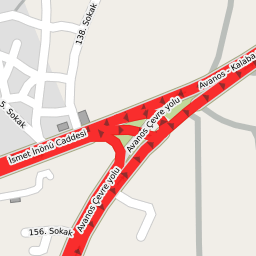 138. Sokak
5. Sokak
Avanos - Kalaba
Avanos Çevre yolu
İsmet İnönü Caddesi
Avanos Çevre yolu
156. Sokak